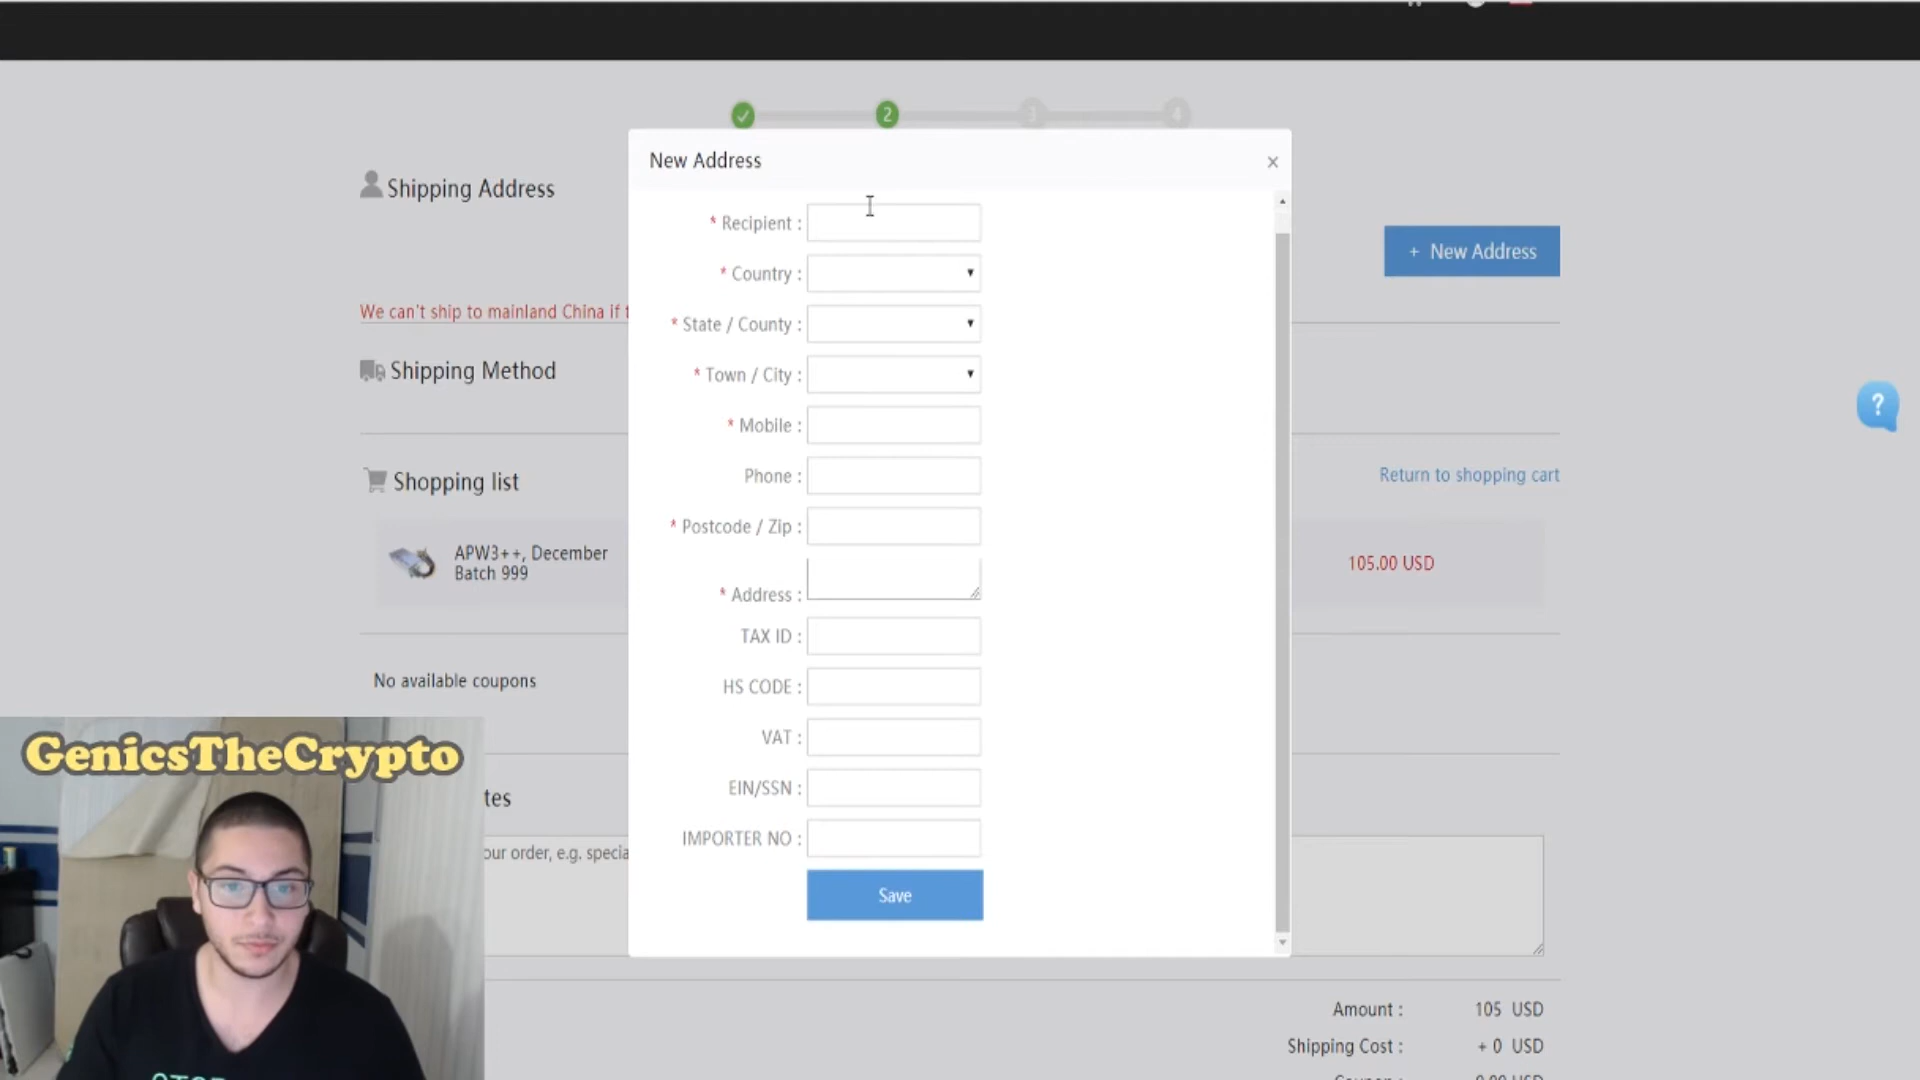 2
3
4
New Address
×
Shipping Address
* Recipient :
+ New Address
* Country :
We can't ship to mainland China if
* State / County :
Shipping Method
* Town / City :
?
* Mobile :
Shopping list
Phone :
Return to shopping cart
* Postcode / Zip :
APW3++, December
Batch 999
105.00 USD
* Address :
TAX ID :
No available coupons
HS CODE :
VAT :
GenicsTheCrypto
EIN/SSN :
tes
IMPORTER NO :
our order, e.g. specia
Save
Amount : 105 USD
Shipping Cost : + 0 USD